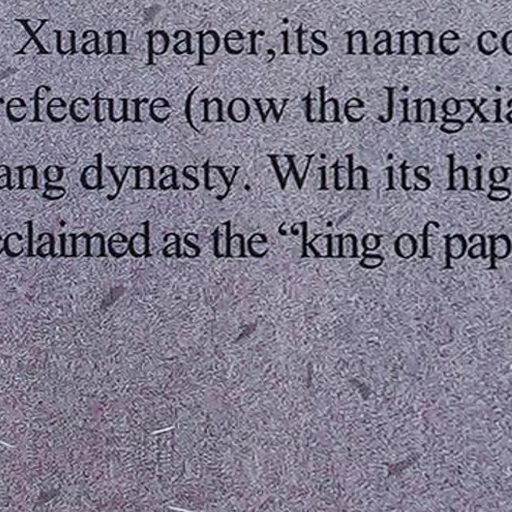 Xuan paper,its name co
refecture (now the Jingxia
ang dynasty. With its hig
cclaimed as the “king of pap